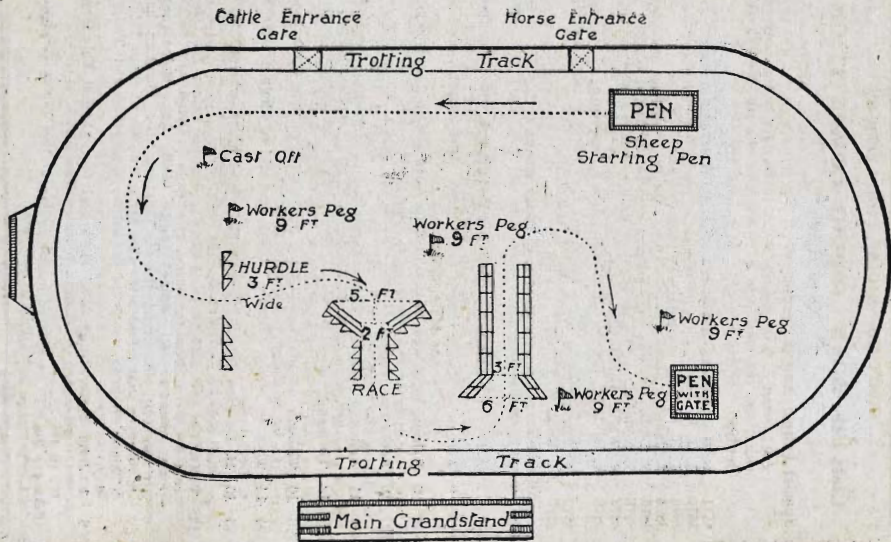 Cattle Entrance
Gate
Horse Entrance
Gate
Trotting Track
PEN
Sheep
Starting Pen
Cast Off
Workers Peg
9 FT
Workers Peg
9 FT
HURDLE
3 FT
Wide
5 FT
2 FT
RACE
Workers Peg
9 FT
3 FT
6 FT
Workers Peg
9 FT
PEN
WITH
GATE
Trotting Track
Main Grandstand